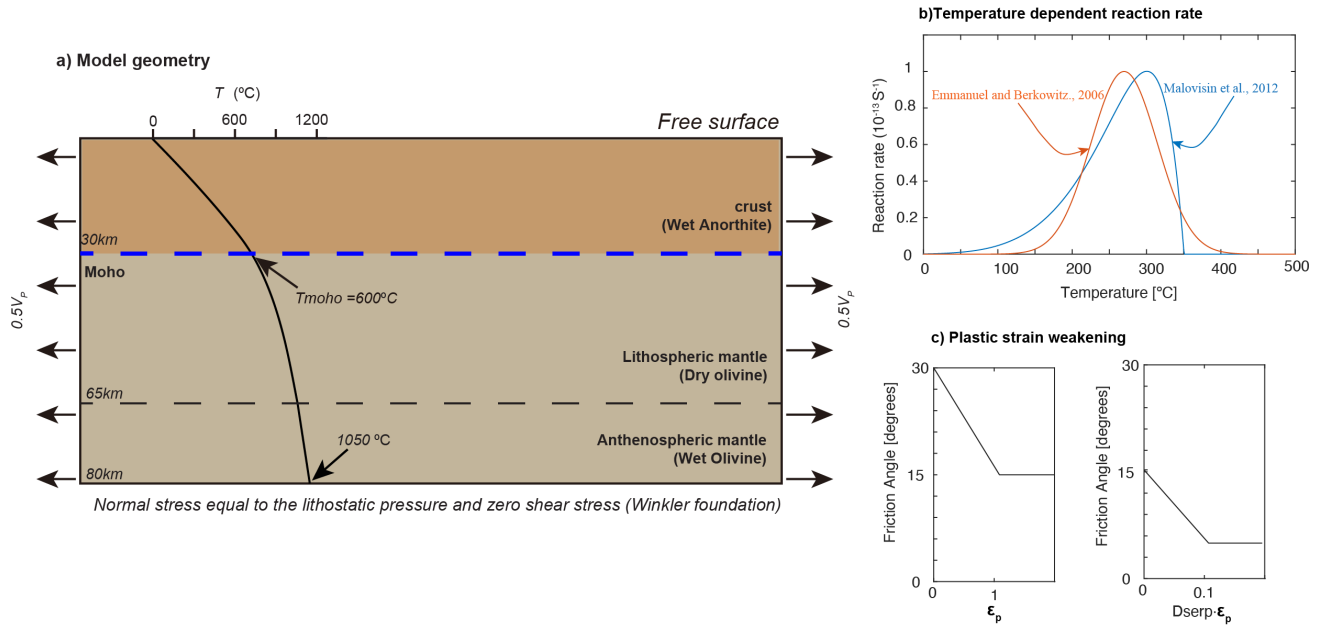 a) Model geometry
T (ºC)
0 600 1200
Free surface
crust
(Wet Anorthite)
30km
Moho
Tmoho =600ºC
0.5VP
0.5VP
Lithospheric mantle
(Dry olivine)
65km
1050 ºC
Anthenospheric mantle
(Wet Olivine)
80km
Normal stress equal to the lithostatic pressure and zero shear stress (Winkler foundation)
b)Temperature dependent reaction rate
Reaction rate (10-13 S-1)
1
0.8
0.6
0.4
0.2
0
Emmanuel and Berkowitz., 2006
Malovisin et al., 2012
0 100 200 300 400 500
Temperature [°C]
c) Plastic strain weakening
Friction Angle [degrees]
30
15
0
0 1
εp
Friction Angle [degrees]
30
15
0
0 0.1
Dserp·εp